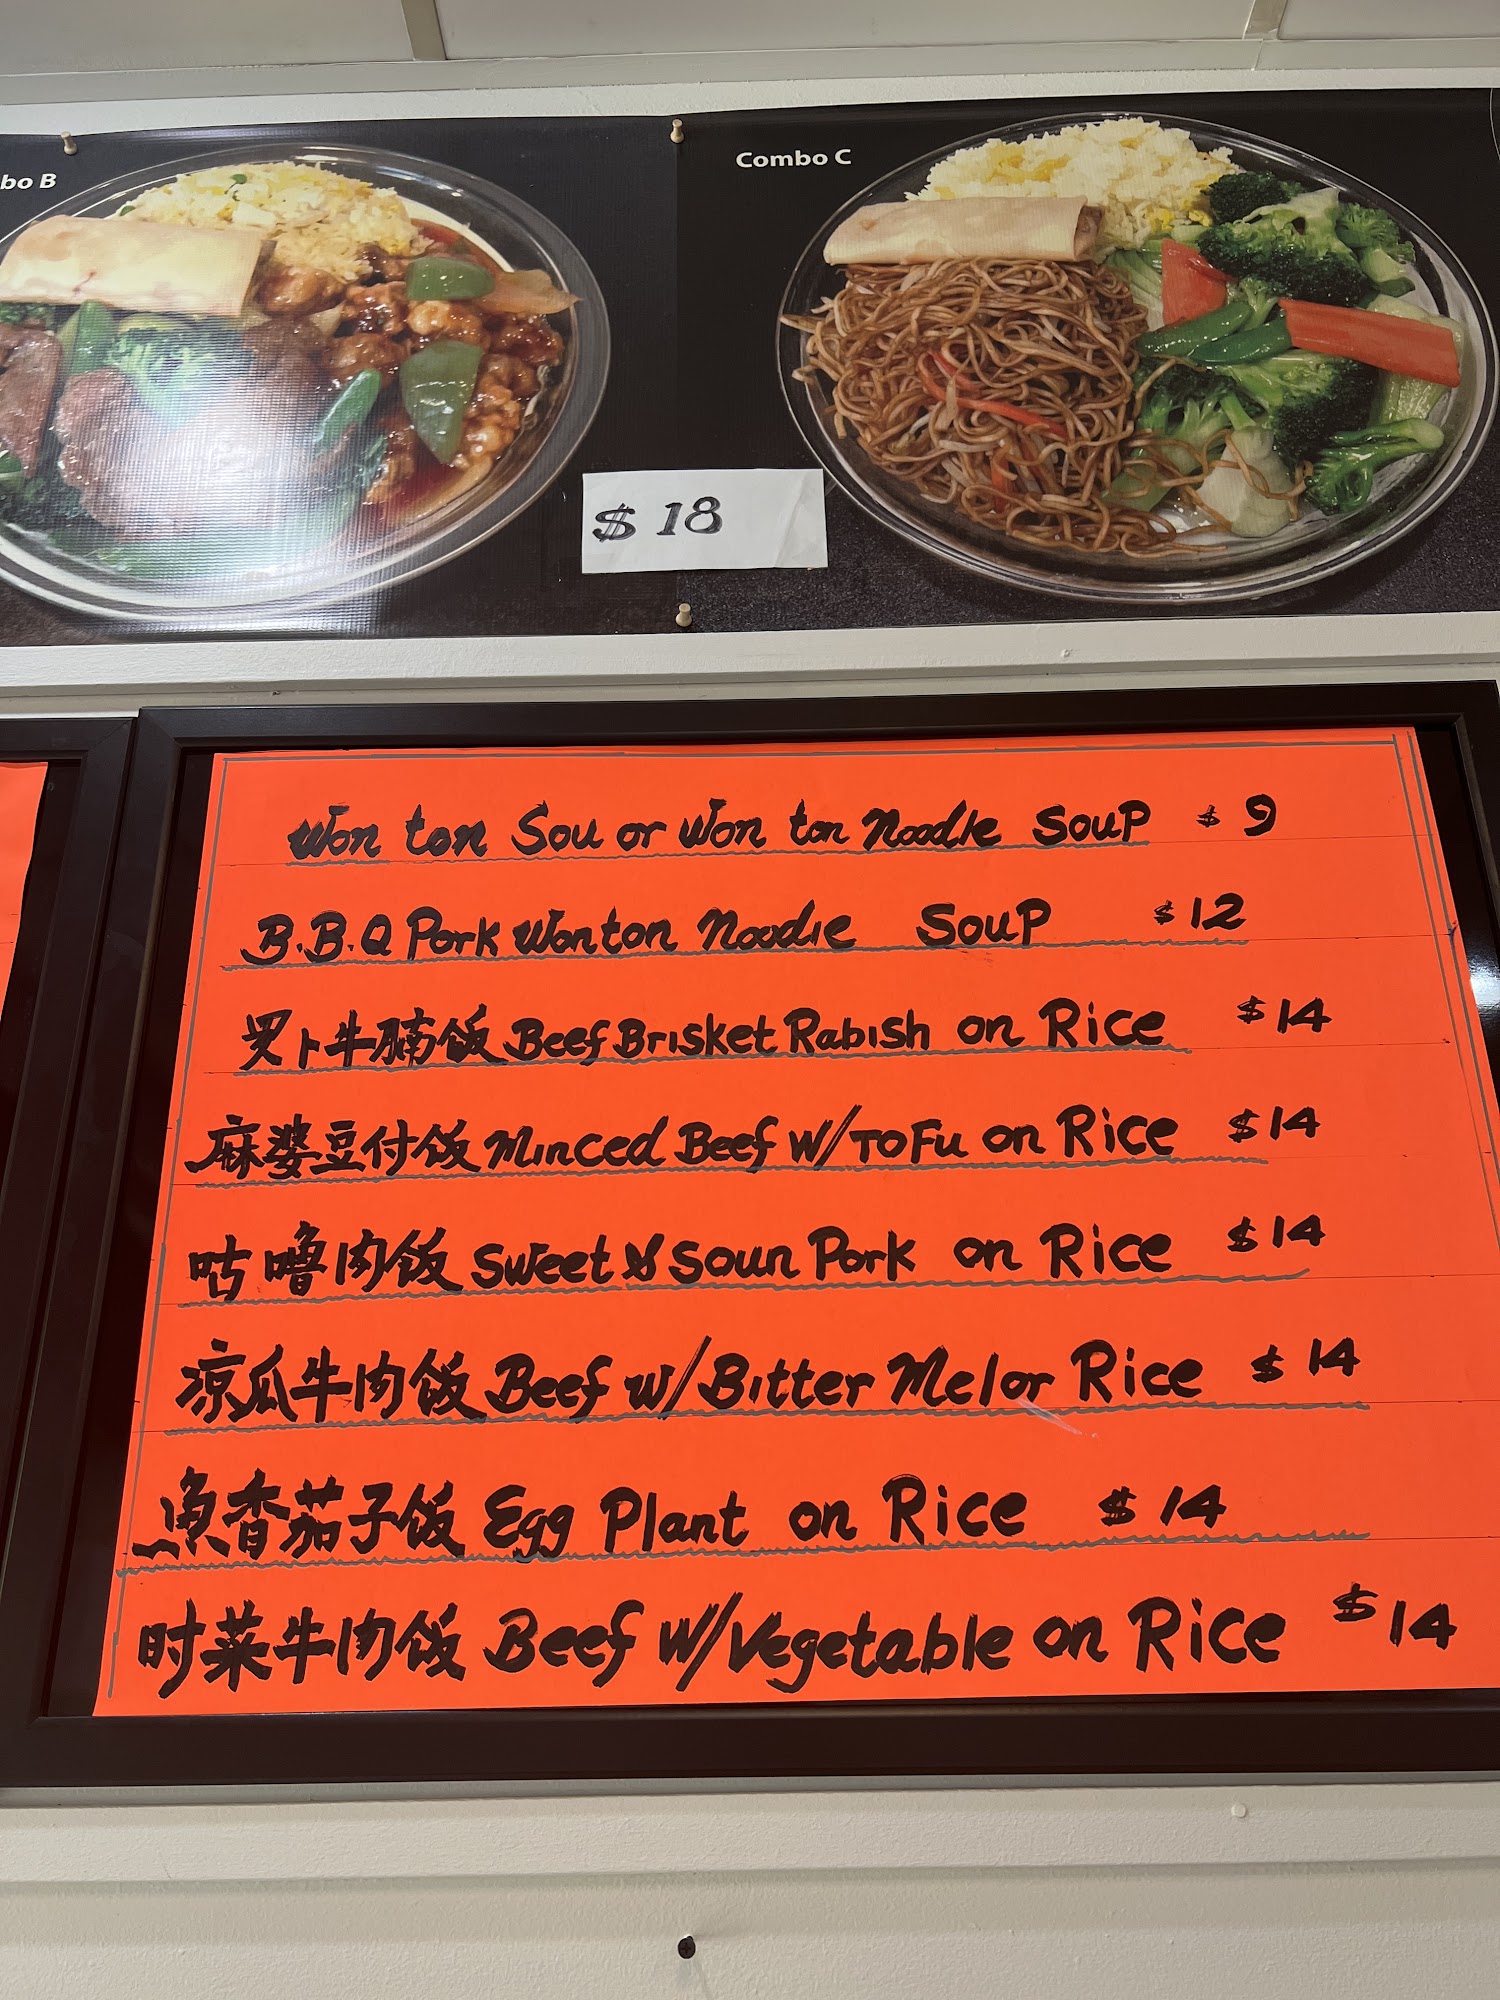 bo B
Combo C
$ 18
Won ton Sou or Won ton Noodle Soup $ 9
B.B.Q Pork Wonton Noodle Soup $ 12
罗卜牛腩饭 Beef Brisket Rabish on Rice $ 14
麻婆豆付饭 Minced Beef W/ToFu on Rice $ 14
咕噜肉饭 Sweet & Soun Pork on Rice $ 14
凉瓜牛肉饭 Beef W/Bitter Melor Rice $ 14
魚香茄子饭 Egg Plant on Rice $ 14
时菜牛肉饭 Beef W/Vegetable on Rice $ 14